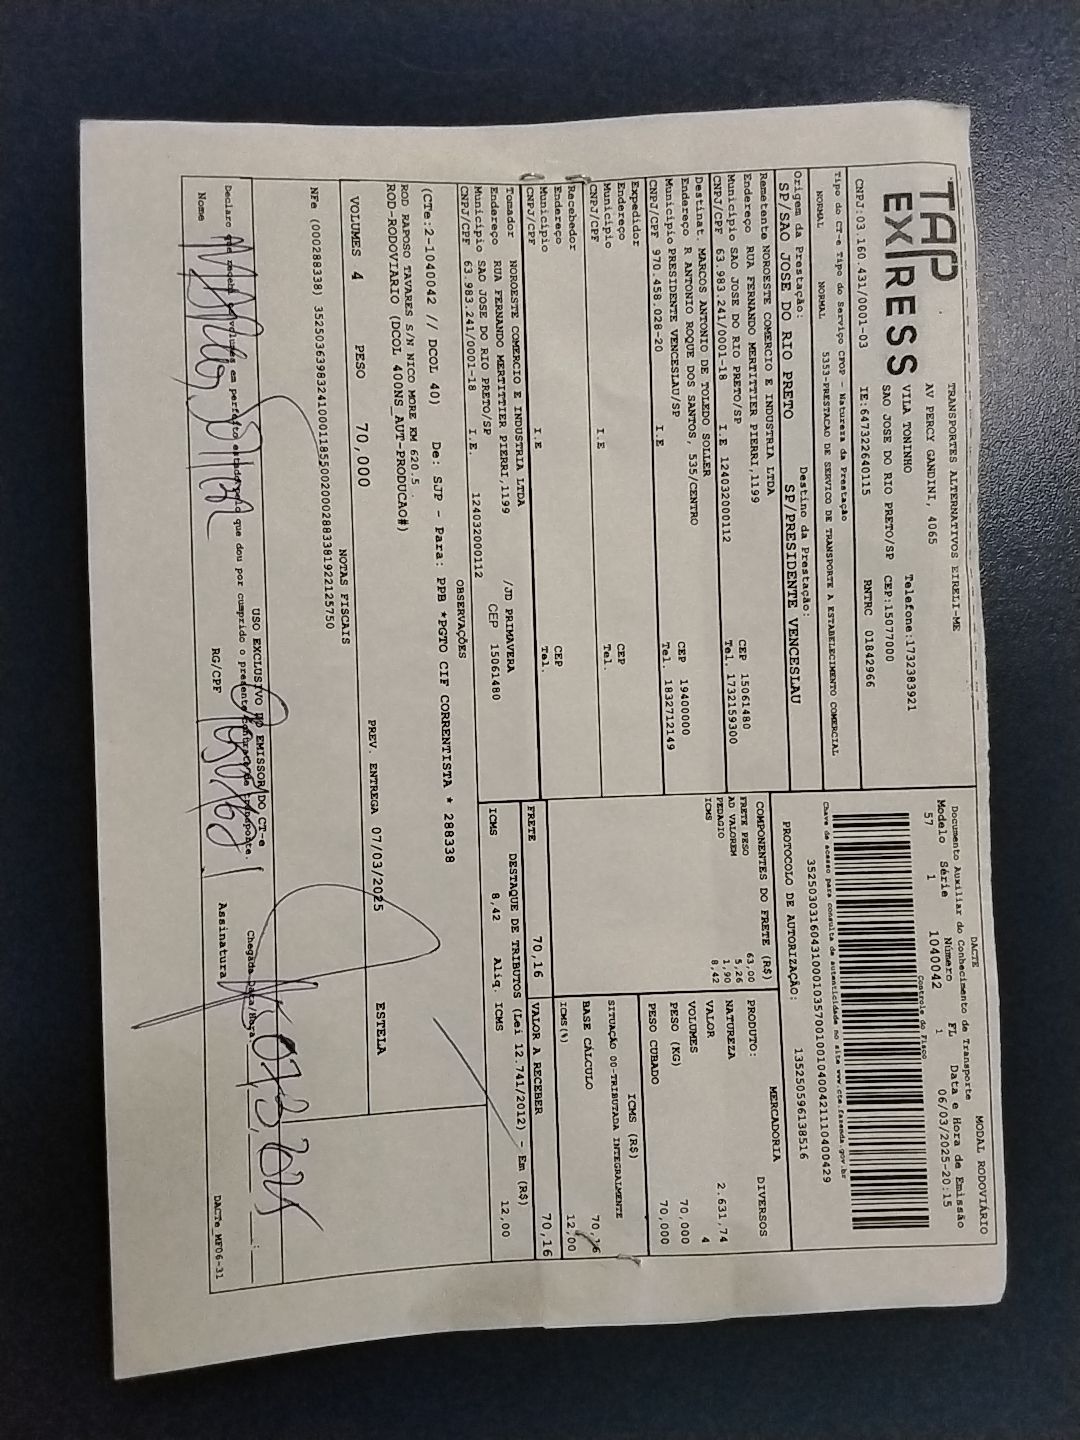 TAP
EXPRESS
TRANSPORTES ALTERNATIVOS EIRELI-ME
AV PERCY GANDINI, 4065
VILA TONINHO Telefone:1732383921
SAO JOSE DO RIO PRETO/SP CEP:15077000
CNPJ:03.160.431/0001-03 IE:647322640115 RNTRC 01842966
DACTE MODAL RODOVIÁRIO
Documento Auxiliar do Conhecimento de Transporte
Modelo Série Número FL Data e Hora de Emissão
57 1 1040042 1 06/03/2025-20:15
Controle do Fisco
Chave de acesso para consulta de autenticidade no site www.cte.fazenda.gov.br
35250303160431000103570010010400421110400429
PROTOCOLO DE AUTORIZAÇÃO: 135250596138516
Tipo do CT-e Tipo do Serviço CFOP - Natureza da Prestação
NORMAL NORMAL 5353-PRESTACAO DE SERVICO DE TRANSPORTE A ESTABELECIMENTO COMERCIAL
Origem da Prestação: Destino da Prestação:
SP/SAO JOSE DO RIO PRETO SP/PRESIDENTE VENCESLAU
Remetente NOROESTE COMERCIO E INDUSTRIA LTDA
Endereço RUA FERNANDO MERTITTIER PIERRI,1199 CEP 15061480
Município SAO JOSE DO RIO PRETO/SP Tel. 1732159300
CNPJ/CPF 63.983.241/0001-18 I.E 124032000112
Destinat. MARCOS ANTONIO DE TOLEDO SOLLER
Endereço R ANTONIO ROQUE DOS SANTOS, 535/CENTRO CEP 19400000
Município PRESIDENTE VENCESLAU/SP Tel. 1832712149
CNPJ/CPF 970.458.028-20 I.E
Expedidor
Endereço CEP
Município Tel.
CNPJ/CPF I.E
Recebedor
Endereço CEP
Município Tel.
CNPJ/CPF I.E
Tomador NOROESTE COMERCIO E INDUSTRIA LTDA
Endereço RUA FERNANDO MERTITTIER PIERRI,1199 /JD PRIMAVERA
Município SAO JOSE DO RIO PRETO/SP CEP 15061480
CNPJ/CPF 63.983.241/0001-18 I.E. 124032000112
COMPONENTES DO FRETE (R$)
FRETE PESO 63,00
AD VALOREM 5,26
PEDAGIO 1,90
ICMS 8,42
MERCADORIA
PRODUTO: DIVERSOS
NATUREZA
VALOR 2.631,74
VOLUMES 4
PESO (KG) 70,000
PESO CUBADO 70,000
ICMS (R$)
SITUAÇÃO 00-TRIBUTADA INTEGRALMENTE
BASE CÁLCULO 70,16
ICMS(%) 12,00
FRETE 70,16 VALOR A RECEBER 70,16
DESTAQUE DE TRIBUTOS (Lei 12.741/2012) - Em (R$)
ICMS 8,42 Aliq. ICMS 12,00
OBSERVAÇÕES
(CTe:2-1040042 // DCOL 40) De: SJP - Para: PPB *PGTO CIF CORRENTISTA * 288338
ROD RAPOSO TAVARES S/N NICO MORE KM 620.5 .
ROD-RODOVIARIO (DCOL 400NS_AUT-PRODUCAO#)
ESTELA
VOLUMES 4 PESO 70,000 PREV. ENTREGA 07/03/2025
NOTAS FISCAIS
NFe (000288338) 35250363983241000118550020002883381922125750
USO EXCLUSIVO DO EMISSOR DO CT-e
Declaro que recebi os volumes em perfeito estado pelo que dou por cumprido o presente contrato de transporte. Chegada Data/Hora:
Nome RG/CPF Assinatura
DACTe_MF06-31